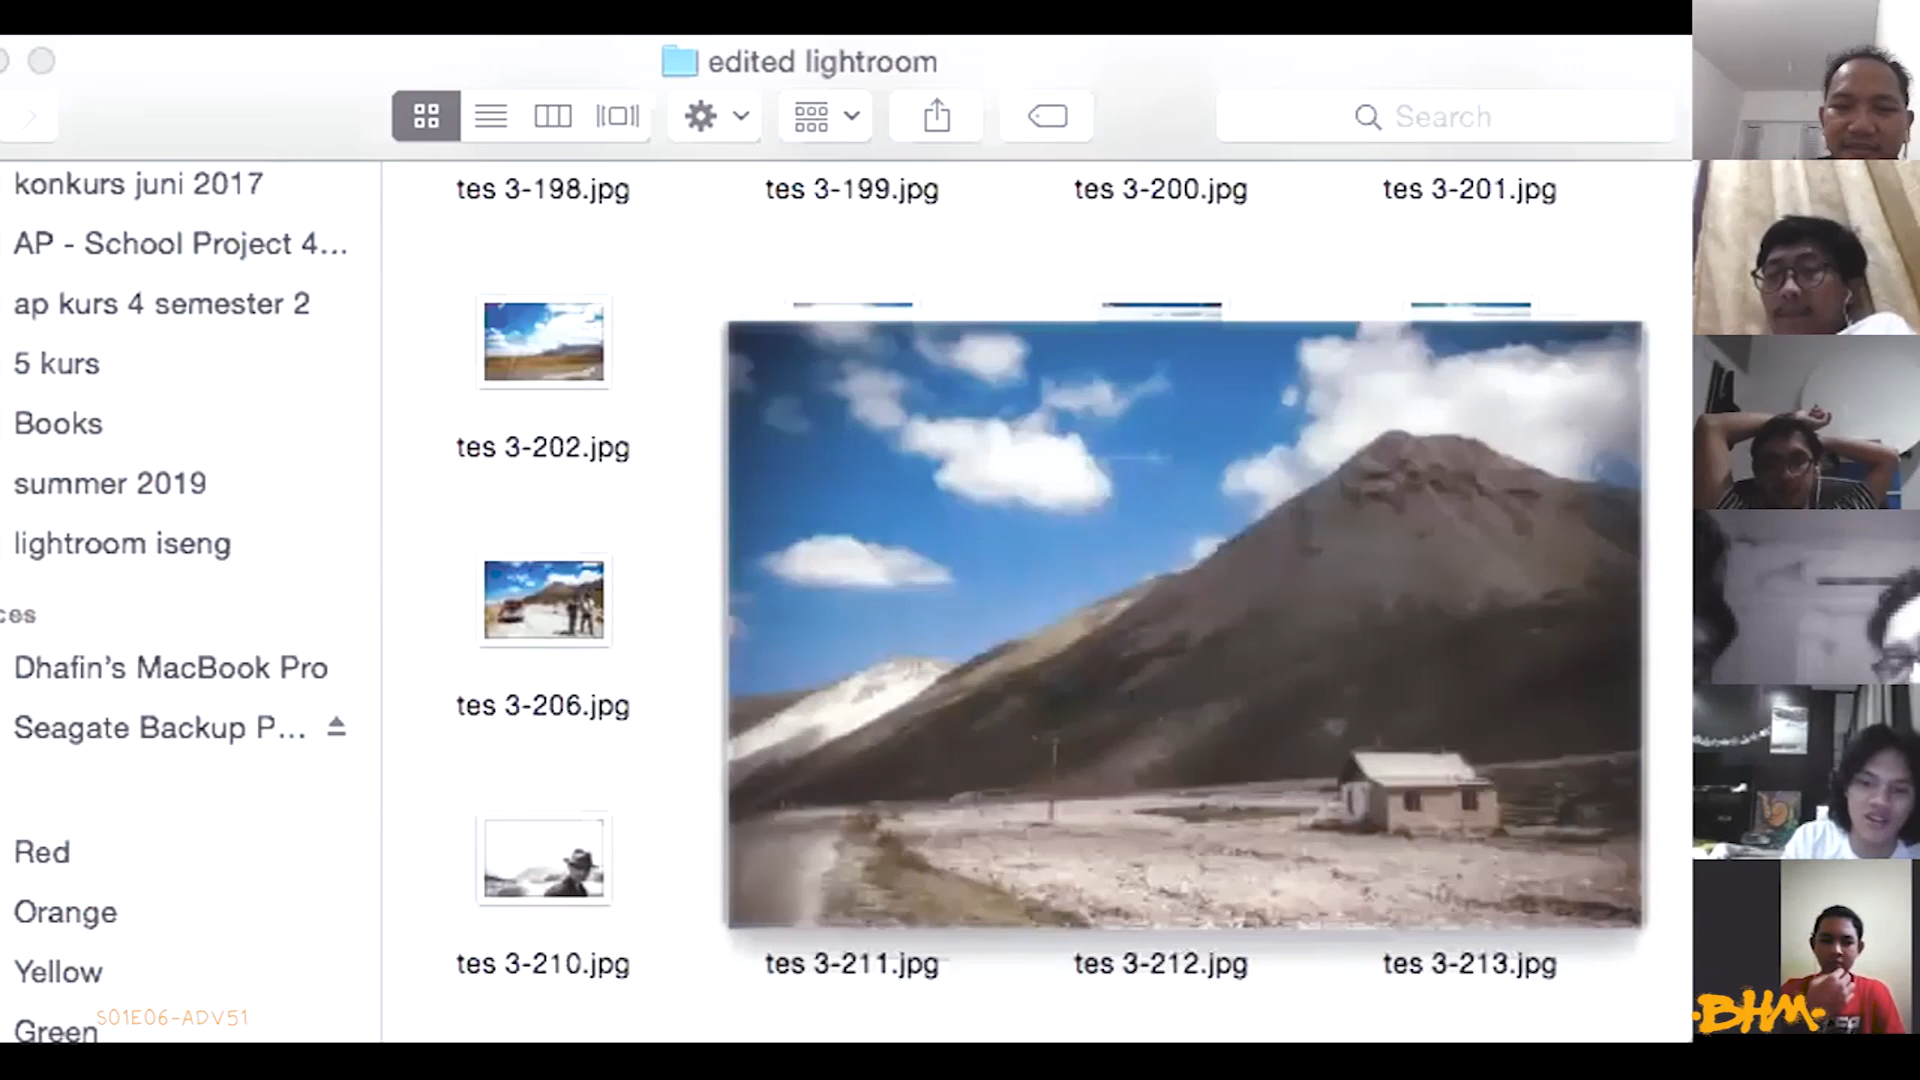 edited lightroom
Search
konkurs juni 2017
AP - School Project 4...
ap kurs 4 semester 2
5 kurs
Books
summer 2019
lightroom iseng
ces
Dhafin's MacBook Pro
Seagate Backup P...
Red
Orange
Yellow
Green
tes 3-198.jpg
tes 3-199.jpg
tes 3-200.jpg
tes 3-201.jpg
tes 3-202.jpg
tes 3-206.jpg
tes 3-210.jpg
tes 3-211.jpg
tes 3-212.jpg
tes 3-213.jpg
S01E06-ADV51
BHM